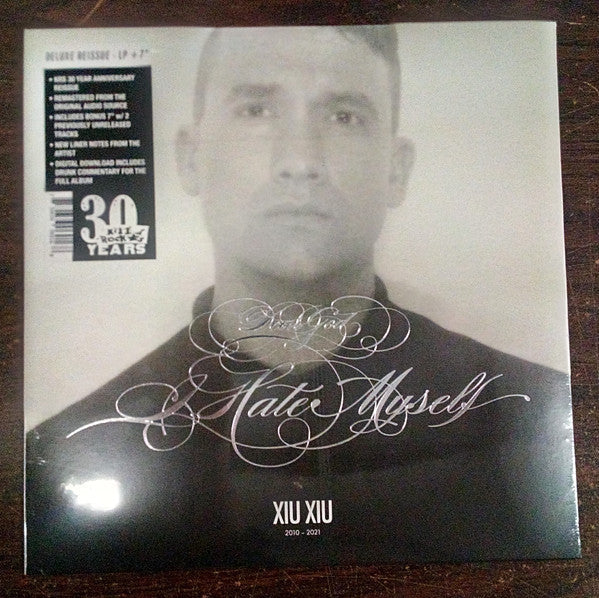 DELUXE REISSUE - LP + 7"
• KRS 30 YEAR ANNIVERSARY
REISSUE
• REMASTERED FROM THE
ORIGINAL AUDIO SOURCE
• INCLUDES BONUS 7" w/ 2
PREVIOUSLY UNRELEASED
TRACKS
• NEW LINER NOTES FROM THE
ARTIST
• DIGITAL DOWNLOAD INCLUDES
DRUNK COMMENTARY FOR THE
FULL ALBUM
30
KILL
ROCK
YEARS
Dear God,
I Hate Myself
XIU XIU
2010 - 2021